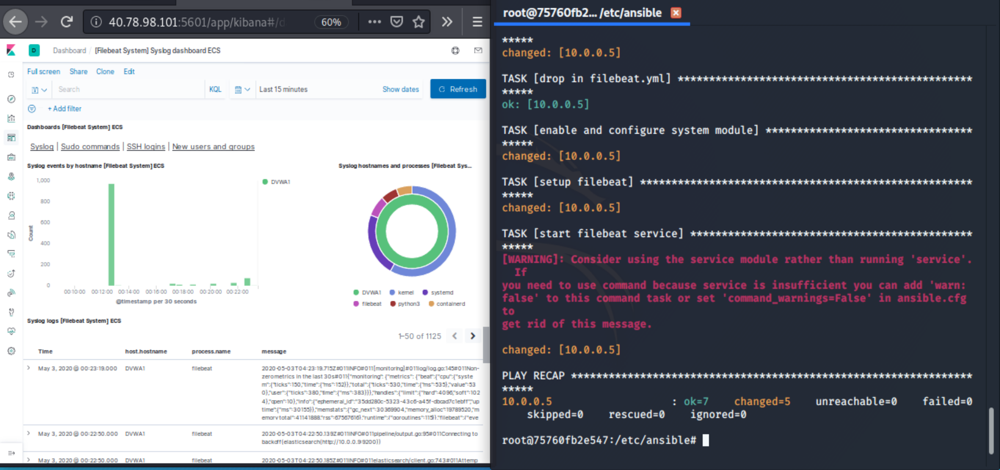 40.78.98.101:5601/app/kibana#/d
60%
D
Dashboard / [Filebeat System] Syslog dashboard ECS
Full screen Share Clone Edit
Search KQL Last 15 minutes Show dates Refresh
+ Add filter
Dashboards [Filebeat System] ECS
Syslog | Sudo commands | SSH logins | New users and groups
Syslog events by hostname [Filebeat System] ECS
1,000
800
600
400
200
0
Count
00:10:00 00:12:00 00:14:00 00:16:00 00:18:00 00:20:00 00:22:00
@timestamp per 30 seconds
DVWA1
Syslog hostnames and processes [Filebeat Sys...
DVWA1 kernel systemd
filebeat python3 containerd
Syslog logs [Filebeat System] ECS
1–50 of 1125
Time host.hostname process.name message
May 3, 2020 @ 00:23:19.000 DVWA1 filebeat 2020-05-03T04:23:19.715Z#011INFO#011[monitoring]#011log/log.go:145#011Non-
zero metrics in the last 30s#011{"monitoring": {"metrics": {"beat":{"cpu":{"syste
m":{"ticks":150,"time":{"ms":152}},"total":{"ticks":530,"time":{"ms":535},"value":53
0},"user":{"ticks":380,"time":{"ms":383}}},"handles":{"limit":{"hard":4096,"soft":102
4},"open":10},"info":{"ephemeral_id":"35dd280c-5323-43c6-a45f-dbcad7c1ebff","up
time":{"ms":30155}},"memstats":{"gc_next":30369904,"memory_alloc":19789520,"m
emory_total":41141888,"rss":67567616},"runtime":{"goroutines":115}},"filebeat":{"eve
May 3, 2020 @ 00:22:50.000 DVWA1 filebeat 2020-05-03T04:22:50.139Z#011INFO#011pipeline/output.go:95#011Connecting to
backoff(elasticsearch(http://10.0.0.9:9200))
May 3, 2020 @ 00:22:50.000 DVWA1 filebeat 2020-05-03T04:22:50.185Z#011INFO#011elasticsearch/client.go:743#011Attemp
root@75760fb2... /etc/ansible
*****
changed: [10.0.0.5]
TASK [drop in filebeat.yml] ***********************************************
*****
ok: [10.0.0.5]
TASK [enable and configure system module] *********************************
*****
changed: [10.0.0.5]
TASK [setup filebeat] *****************************************************
*****
changed: [10.0.0.5]
TASK [start filebeat service] *********************************************
*****
[WARNING]: Consider using the service module rather than running 'service'.
If
you need to use command because service is insufficient you can add 'warn:
false' to this command task or set 'command_warnings=False' in ansible.cfg
to
get rid of this message.
changed: [10.0.0.5]
PLAY RECAP ****************************************************************
*****
10.0.0.5 : ok=7 changed=5 unreachable=0 failed=0
skipped=0 rescued=0 ignored=0
root@75760fb2e547:/etc/ansible#